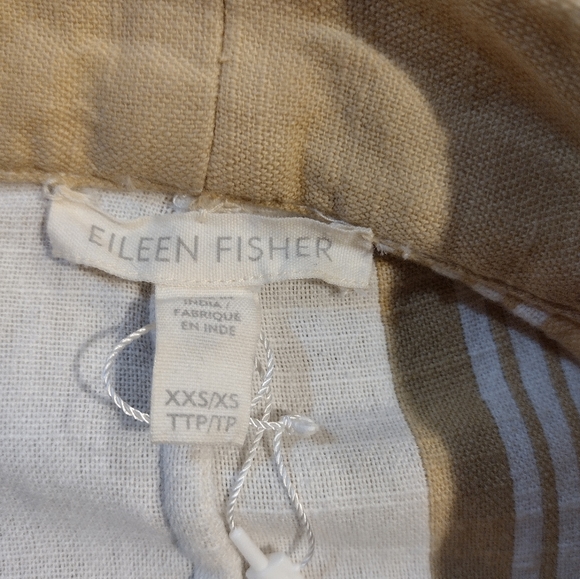 EILEEN FISHER
INDIA /
FABRIQUÉ
EN INDE
XXS/XS
TTP/TP